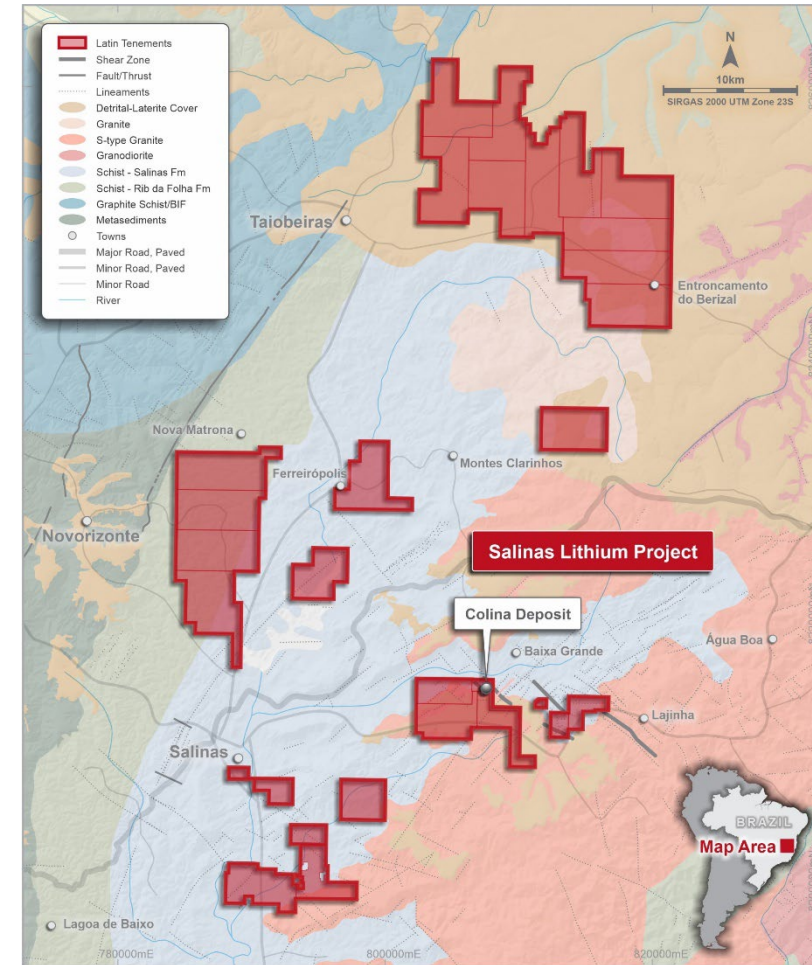 Latin Tenements
Shear Zone
Fault/Thrust
Lineaments
Detrital-Laterite Cover
Granite
S-type Granite
Granodiorite
Schist - Salinas Fm
Schist - Rib da Folha Fm
Graphite Schist/BIF
Metasediments
Towns
Major Road, Paved
Minor Road, Paved
Minor Road
River
N
10km
SIRGAS 2000 UTM Zone 23S
Taiobeiras
Entroncamento
do Berizal
Nova Matrona
Ferreirópolis
Montes Clarinhos
Novorizonte
Salinas Lithium Project
Colina Deposit
Baixa Grande
Água Boa
Lajinha
Salinas
BRAZIL
Map Area
Lagoa de Baixo
780000mE
800000mE
820000mE